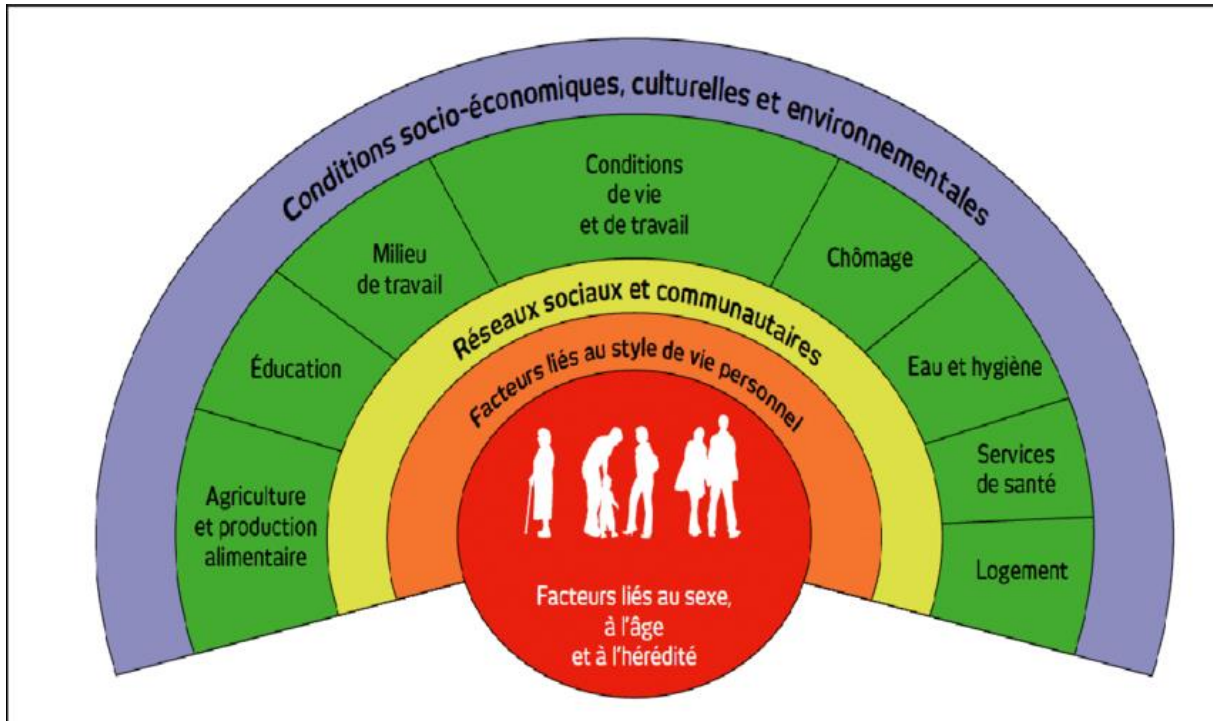 Conditions socio-économiques, culturelles et environnementales
Conditions
de vie
et de travail
Milieu
de travail
Chômage
Éducation
Eau et hygiène
Agriculture
et production
alimentaire
Services
de santé
Logement
Réseaux sociaux et communautaires
Facteurs liés au style de vie personnel
Facteurs liés au sexe,
à l'âge
et à l'hérédité